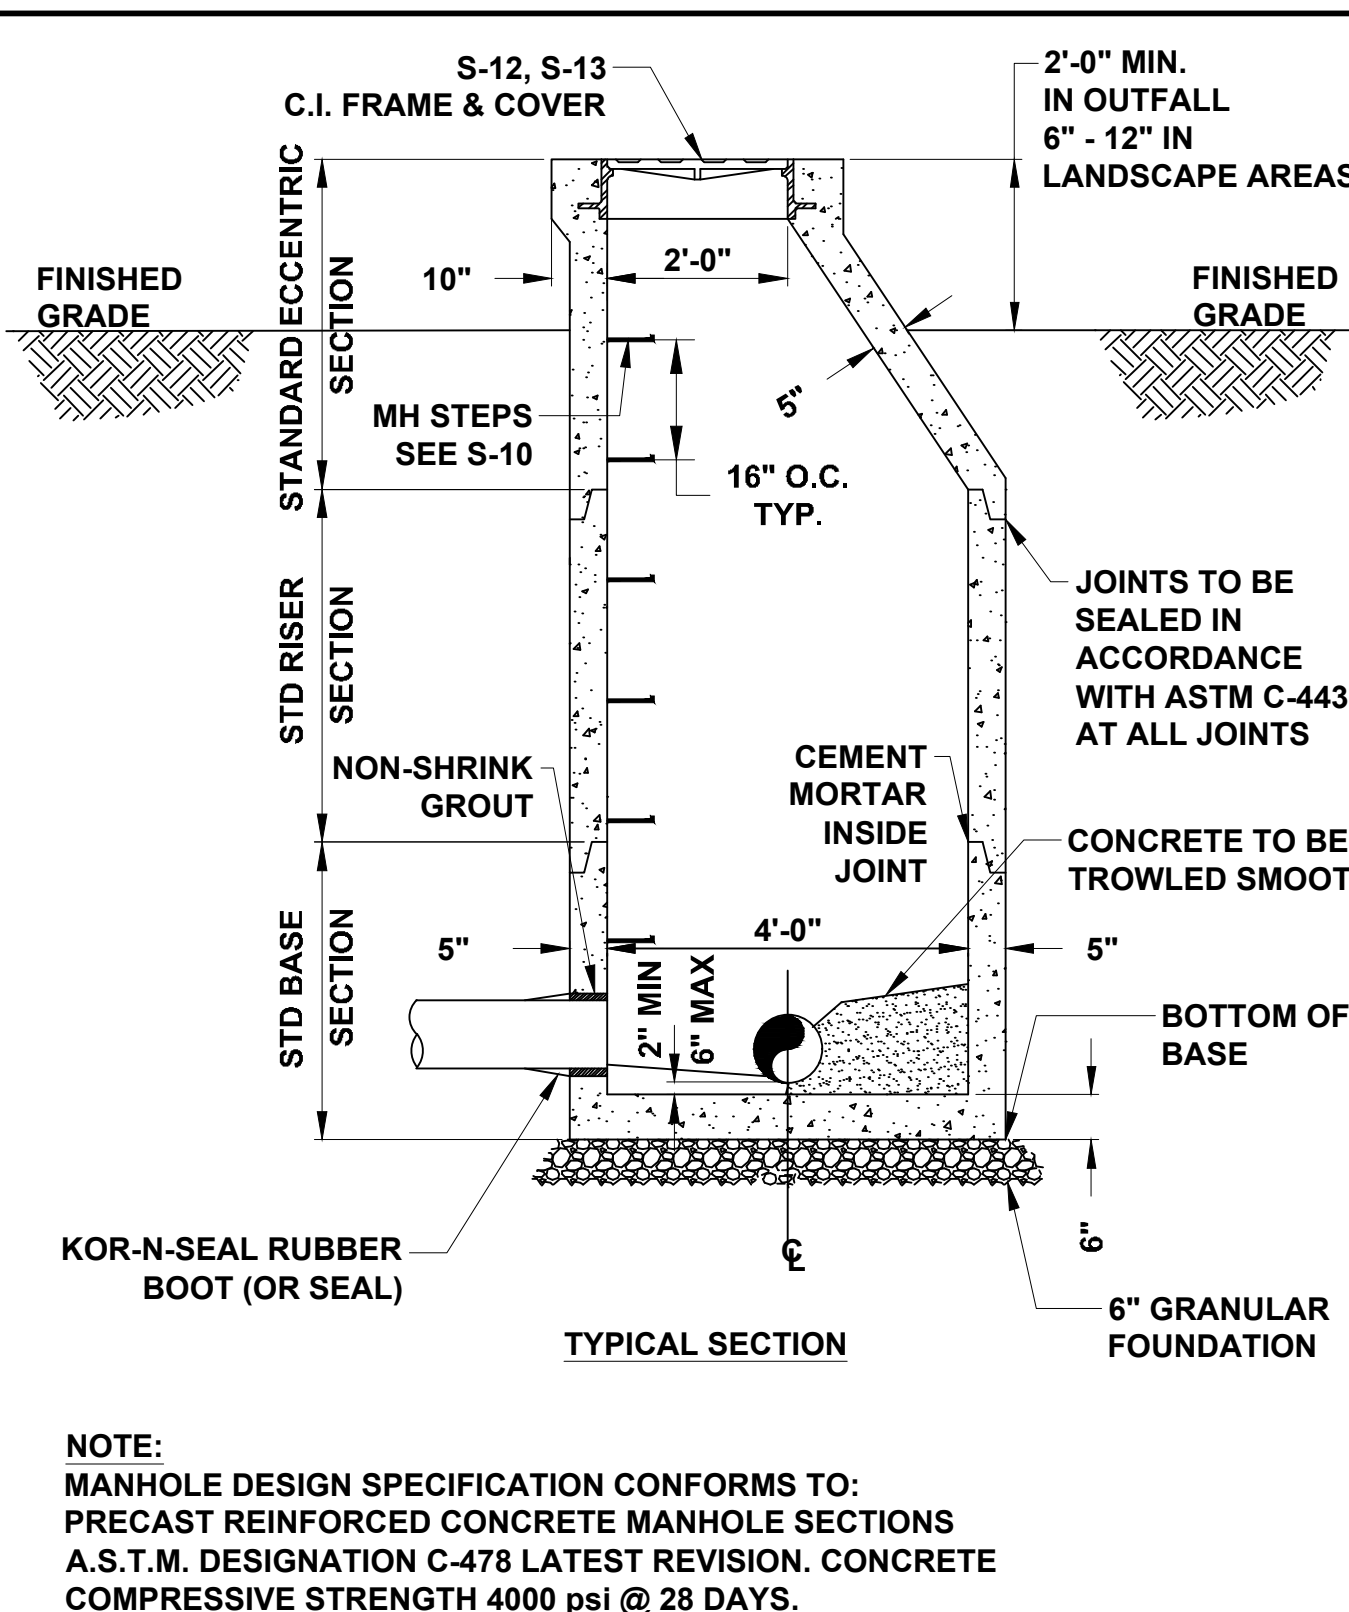 S-12, S-13
C.I. FRAME & COVER
2'-0" MIN.
IN OUTFALL
6" - 12" IN
LANDSCAPE AREAS
STANDARD ECCENTRIC
SECTION
FINISHED
GRADE
10"
2'-0"
FINISHED
GRADE
5"
MH STEPS
SEE S-10
16" O.C.
TYP.
STD RISER
SECTION
JOINTS TO BE
SEALED IN
ACCORDANCE
WITH ASTM C-443
AT ALL JOINTS
NON-SHRINK
GROUT
CEMENT
MORTAR
INSIDE
JOINT
CONCRETE TO BE
TROWLED SMOOT
STD BASE
SECTION
5"
4'-0"
5"
2" MIN
6" MAX
BOTTOM OF
BASE
6"
KOR-N-SEAL RUBBER
BOOT (OR SEAL)
CL
6" GRANULAR
FOUNDATION
TYPICAL SECTION
NOTE:
MANHOLE DESIGN SPECIFICATION CONFORMS TO:
PRECAST REINFORCED CONCRETE MANHOLE SECTIONS
A.S.T.M. DESIGNATION C-478 LATEST REVISION. CONCRETE
COMPRESSIVE STRENGTH 4000 psi @ 28 DAYS.